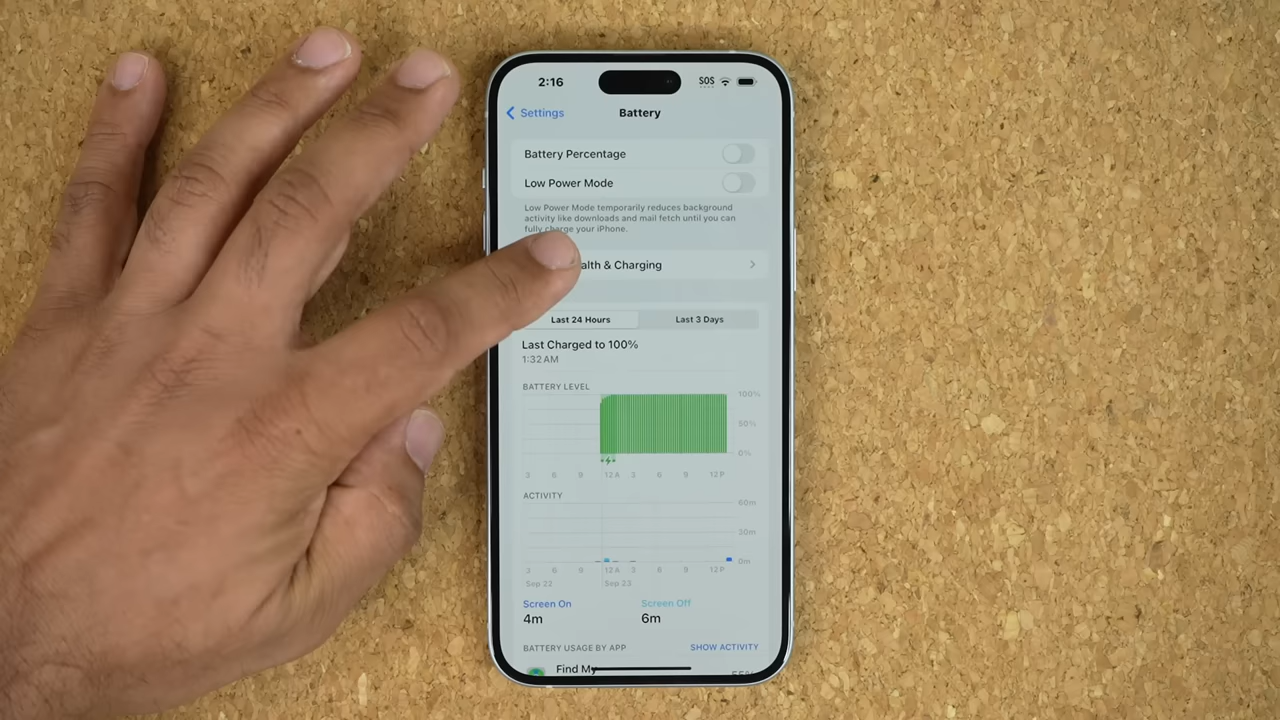 2:16
SOS
Settings
Battery
Battery Percentage
Low Power Mode
Low Power Mode temporarily reduces background
activity like downloads and mail fetch until you can
fully charge your iPhone.
alth & Charging
Last 24 Hours
Last 3 Days
Last Charged to 100%
1:32 AM
BATTERY LEVEL
100%
50%
0%
3 6 9 12 A 3 6 9 12 P
ACTIVITY
60m
30m
0m
3 6 9 12 A 3 6 9 12 P
Sep 22 Sep 23
Screen On
Screen Off
4m
6m
BATTERY USAGE BY APP
SHOW ACTIVITY
Find My
55%